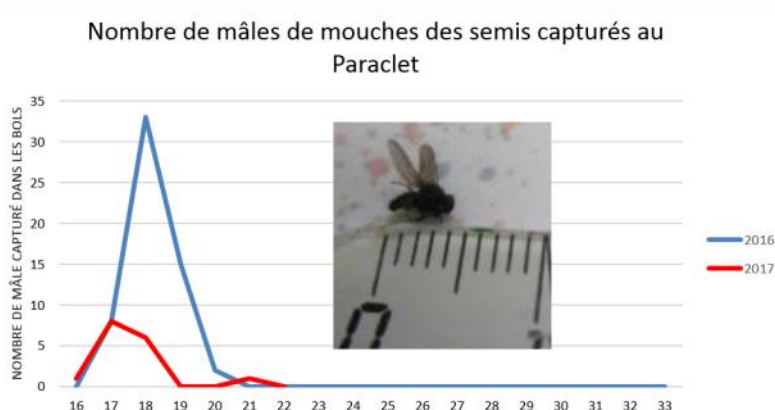 Nombre de mâles de mouches des semis capturés au
Paraclet
NOMBRE DE MÂLE CAPTURÉ DANS LES BOLS
35
30
25
20
15
10
5
0
16 17 18 19 20 21 22 23 24 25 26 27 28 29 30 31 32 33
2016
2017
0